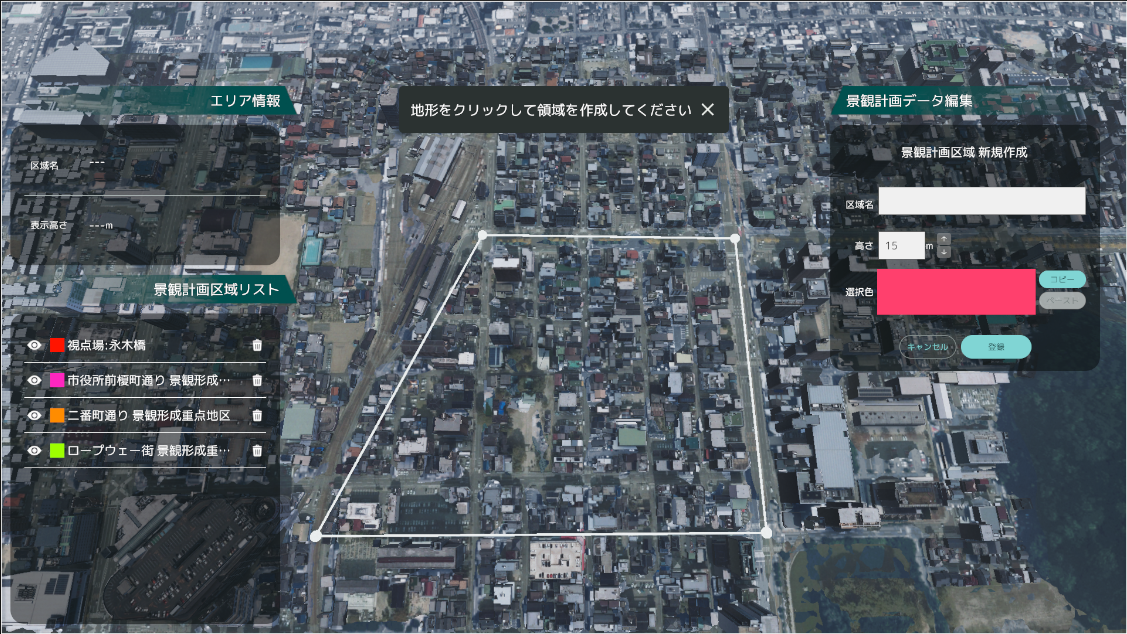 エリア情報
区域名
---
表示高さ
---m
景観計画区域リスト
視点場:永木橋
市役所前榎町通り 景観形成…
二番町通り 景観形成重点地区
ロープウェー街 景観形成重…
地形をクリックして領域を作成してください ×
景観計画データ編集
景観計画区域 新規作成
区域名
高さ 15 m
選択色
コピー
ペースト
キャンセル 登録